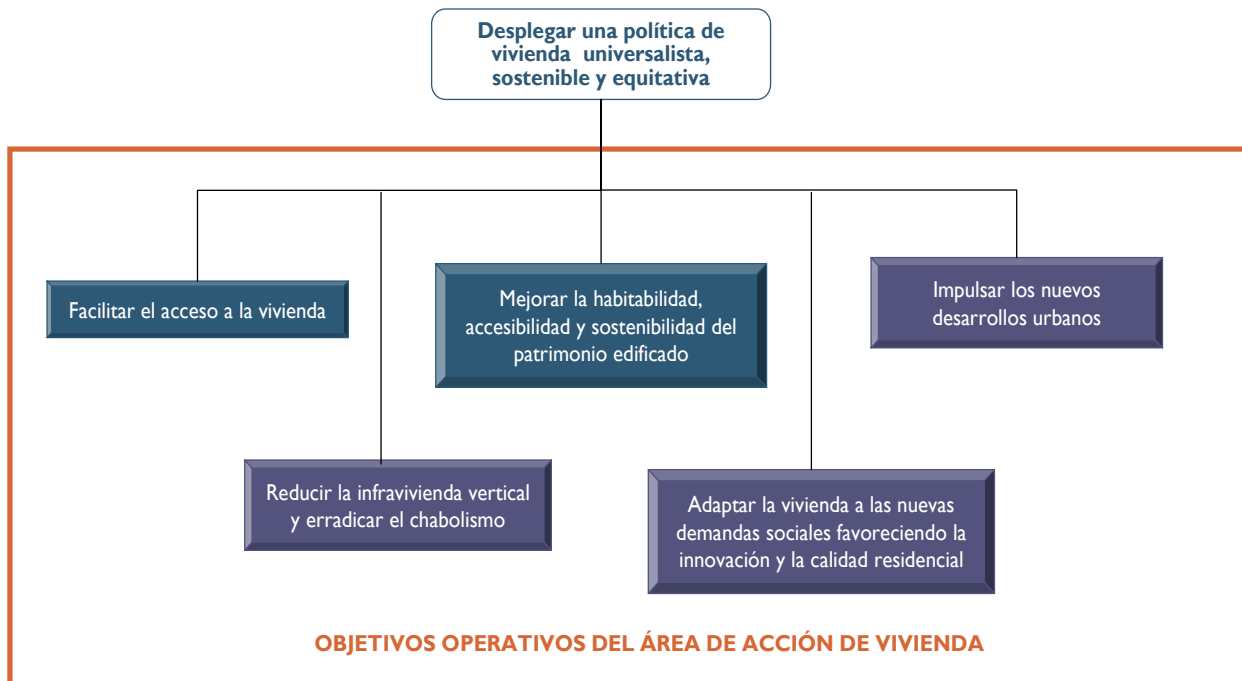 Desplegar una política de
vivienda universalista,
sostenible y equitativa
Facilitar el acceso a la vivienda
Mejorar la habitabilidad,
accesibilidad y sostenibilidad del
patrimonio edificado
Impulsar los nuevos
desarrollos urbanos
Reducir la infravivienda vertical
y erradicar el chabolismo
Adaptar la vivienda a las nuevas
demandas sociales favoreciendo la
innovación y la calidad residencial
OBJETIVOS OPERATIVOS DEL ÁREA DE ACCIÓN DE VIVIENDA